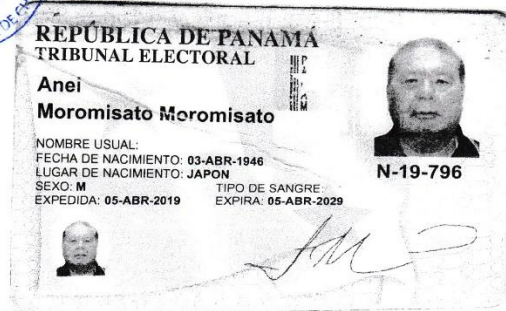 REPÚBLICA DE PANAMÁ
TRIBUNAL ELECTORAL
Anei
Moromisato Moromisato
NOMBRE USUAL:
FECHA DE NACIMIENTO: 03-ABR-1946
LUGAR DE NACIMIENTO: JAPON
SEXO: M TIPO DE SANGRE:
EXPEDIDA: 05-ABR-2019 EXPIRA: 05-ABR-2029
N-19-796